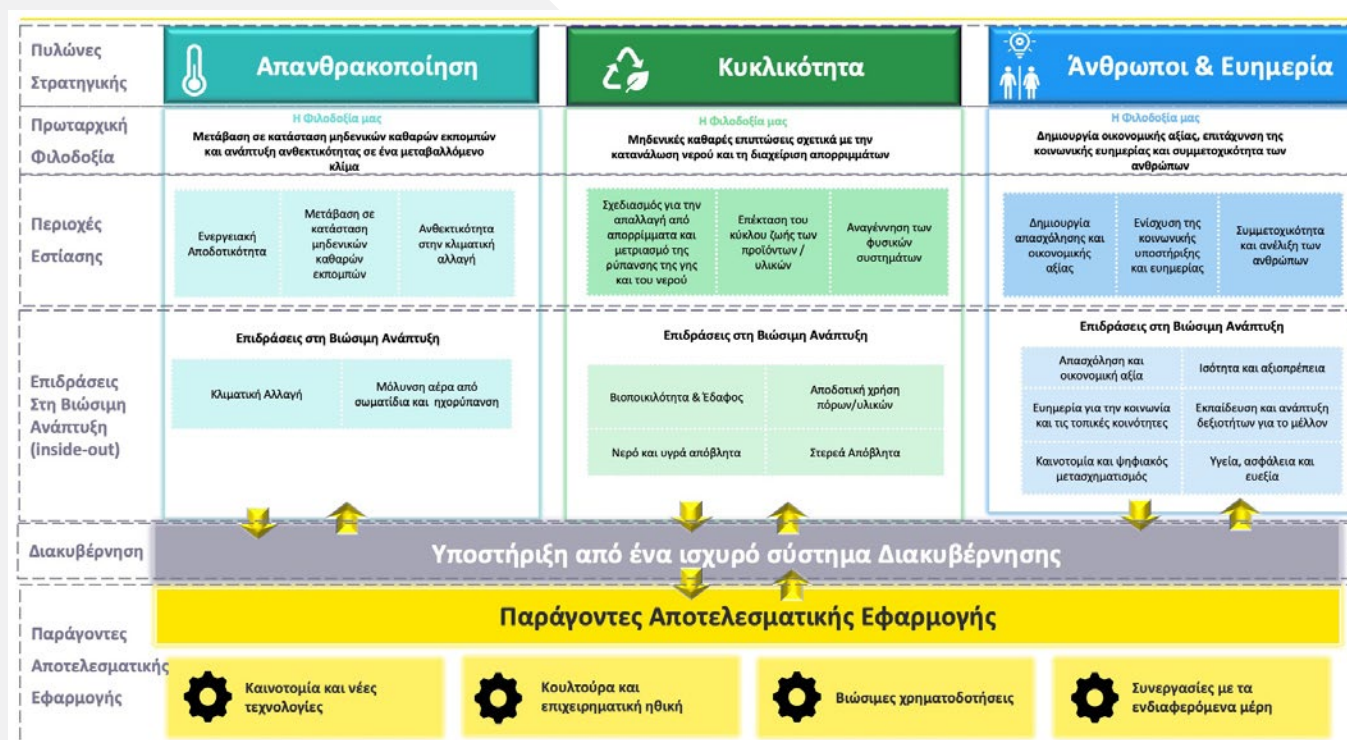 Πυλώνες
Στρατηγικής
Απανθρακοποίηση
Κυκλικότητα
Άνθρωποι & Ευημερία
Πρωταρχική
Φιλοδοξία
Η Φιλοδοξία μας
Μετάβαση σε κατάσταση μηδενικών καθαρών εκπομπών
και ανάπτυξη ανθεκτικότητας σε ένα μεταβαλλόμενο
κλίμα
Η Φιλοδοξία μας
Μηδενικές καθαρές επιπτώσεις σχετικά με την
κατανάλωση νερού και τη διαχείριση απορριμμάτων
Η Φιλοδοξία μας
Δημιουργία οικονομικής αξίας, επιτάχυνση της
κοινωνικής ευημερίας και συμμετοχικότητα των
ανθρώπων
Περιοχές
Εστίασης
Ενεργειακή
Αποδοτικότητα
Μετάβαση σε
κατάσταση
μηδενικών
καθαρών
εκπομπών
Ανθεκτικότητα
στην κλιματική
αλλαγή
Σχεδιασμός για την
απαλλαγή από
απορρίμματα και
μετριασμό της
ρύπανσης της γης
και του νερού
Επέκταση του
κύκλου ζωής των
προϊόντων /
υλικών
Αναγέννηση των
φυσικών
συστημάτων
Δημιουργία
απασχόλησης και
οικονομικής
αξίας
Ενίσχυση της
κοινωνικής
υποστήριξης
και ευημερίας
Συμμετοχικότητα
και ανέλιξη των
ανθρώπων
Επιδράσεις
Στη Βιώσιμη
Ανάπτυξη
(inside-out)
Επιδράσεις στη Βιώσιμη Ανάπτυξη
Κλιματική Αλλαγή
Μόλυνση αέρα από
σωματίδια και ηχορύπανση
Επιδράσεις στη Βιώσιμη Ανάπτυξη
Βιοποικιλότητα & Έδαφος
Αποδοτική χρήση
πόρων/υλικών
Νερό και υγρά απόβλητα
Στερεά Απόβλητα
Επιδράσεις στη Βιώσιμη Ανάπτυξη
Απασχόληση και
οικονομική αξία
Ισότητα και αξιοπρέπεια
Ευημερία για την κοινωνία
και τις τοπικές κοινότητες
Εκπαίδευση και ανάπτυξη
δεξιοτήτων για το μέλλον
Καινοτομία και ψηφιακός
μετασχηματισμός
Υγεία, ασφάλεια και
ευεξία
Διακυβέρνηση
Υποστήριξη από ένα ισχυρό σύστημα Διακυβέρνησης
Παράγοντες
Αποτελεσματικής
Εφαρμογής
Παράγοντες Αποτελεσματικής Εφαρμογής
Καινοτομία και νέες
τεχνολογίες
Κουλτούρα και
επιχειρηματική ηθική
Βιώσιμες χρηματοδοτήσεις
Συνεργασίες με τα
ενδιαφερόμενα μέρη